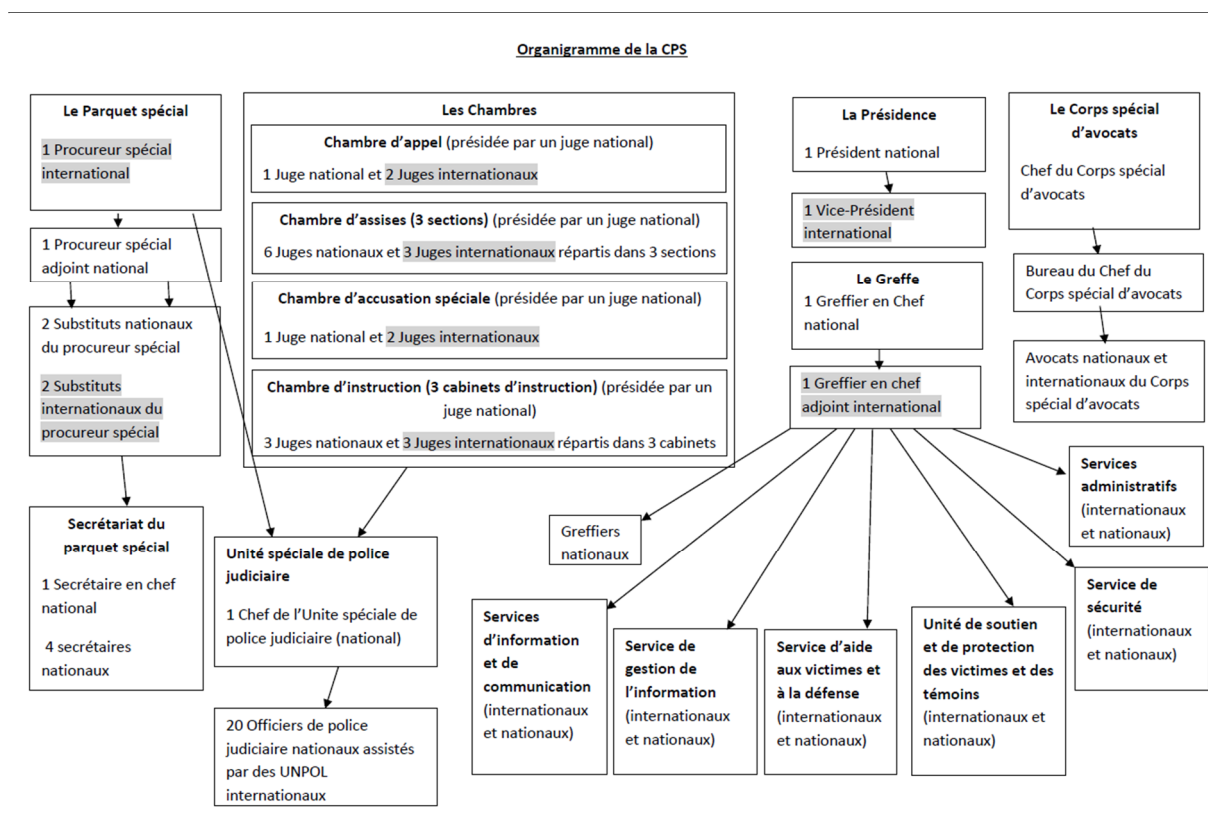 Organigramme de la CPS
Le Parquet spécial
1 Procureur spécial
international
1 Procureur spécial
adjoint national
2 Substituts nationaux
du procureur spécial
2 Substituts
internationaux du
procureur spécial
Secrétariat du
parquet spécial
1 Secrétaire en chef
national
4 secrétaires
nationaux
Les Chambres
Chambre d'appel (présidée par un juge national)
1 Juge national et 2 Juges internationaux
Chambre d'assises (3 sections) (présidée par un juge national)
6 Juges nationaux et 3 Juges internationaux répartis dans 3 sections
Chambre d'accusation spéciale (présidée par un juge national)
1 Juge national et 2 Juges internationaux
Chambre d'instruction (3 cabinets d'instruction) (présidée par un
juge national)
3 Juges nationaux et 3 Juges internationaux répartis dans 3 cabinets
Unité spéciale de police
judiciaire
1 Chef de l'Unite spéciale de
police judiciaire (national)
20 Officiers de police
judiciaire nationaux assistés
par des UNPOL
internationaux
La Présidence
1 Président national
1 Vice-Président
international
Le Greffe
1 Greffier en Chef
national
1 Greffier en chef
adjoint international
Greffiers
nationaux
Services
d'information
et de
communication
(internationaux
et nationaux)
Service de
gestion de
l'information
(internationaux
et nationaux)
Service d'aide
aux victimes et
à la défense
(internationaux
et nationaux)
Unité de soutien
et de protection
des victimes et des
témoins
(internationaux et
nationaux)
Service de
sécurité
(internationaux
et nationaux)
Services
administratifs
(internationaux
et nationaux)
Le Corps spécial
d'avocats
Chef du Corps spécial
d'avocats
Bureau du Chef du
Corps spécial d'avocats
Avocats nationaux et
internationaux du Corps
spécial d'avocats